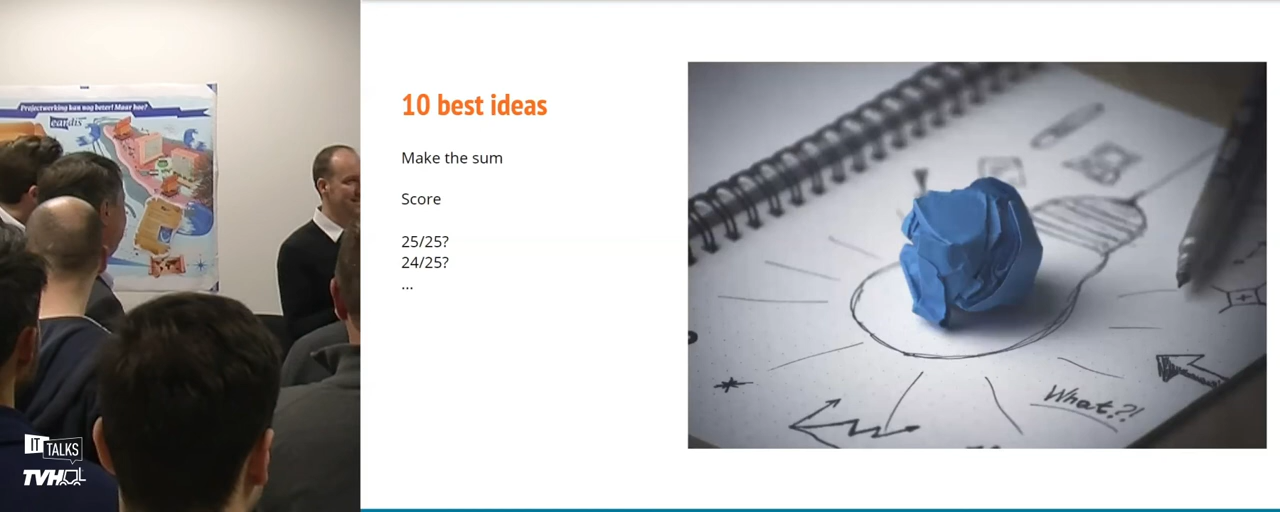 Projectwerking kan nog beter! Maar hoe?
eardis
IT TALKS
TVH
10 best ideas
Make the sum
Score
25/25?
24/25?
...
What?!